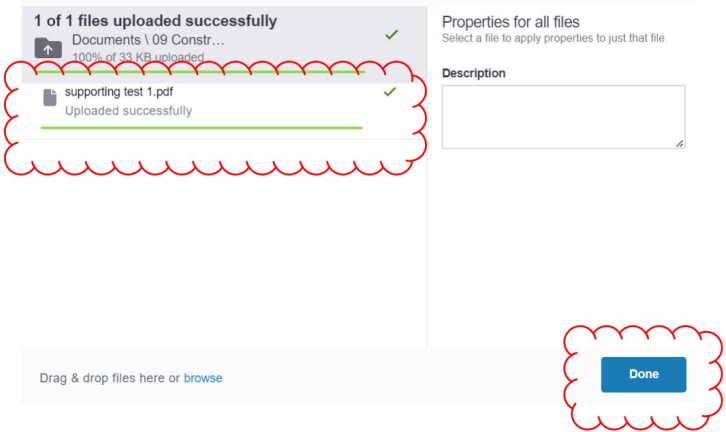 1 of 1 files uploaded successfully
Documents \ 09 Constr...
100% of 33 KB uploaded
supporting test 1.pdf
Uploaded successfully
Properties for all files
Select a file to apply properties to just that file.
Description
Drag & drop files here or browse
Done